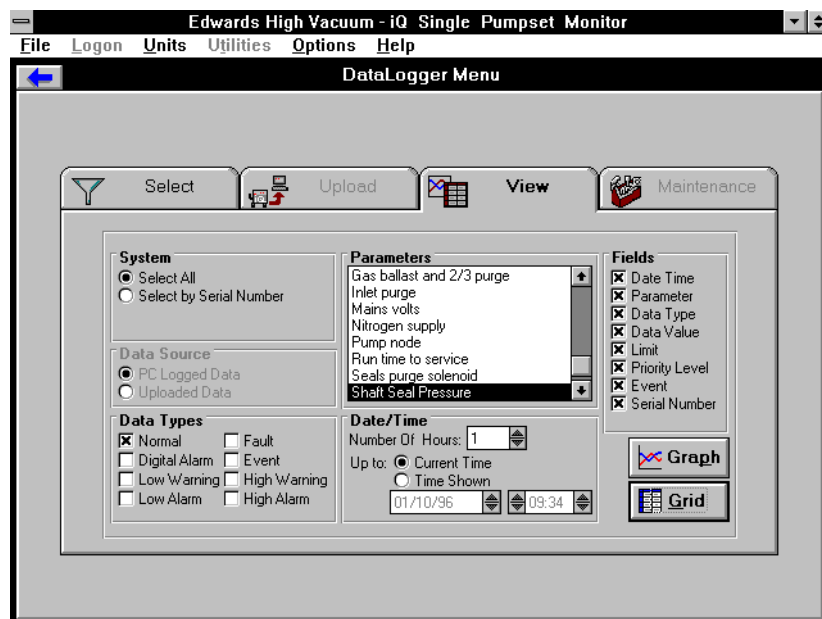 Edwards High Vacuum - iQ Single Pumpset Monitor
File Logon Units Utilities Options Help
DataLogger Menu
Select Upload View Maintenance
System
Select All
Select by Serial Number
Data Source
PC Logged Data
Uploaded Data
Data Types
Normal Fault
Digital Alarm Event
Low Warning High Warning
Low Alarm High Alarm
Parameters
Gas ballast and 2/3 purge
Inlet purge
Mains volts
Nitrogen supply
Pump node
Run time to service
Seals purge solenoid
Shaft Seal Pressure
Date/Time
Number Of Hours: 1
Up to: Current Time
Time Shown
01/10/96 09:34
Fields
Date Time
Parameter
Data Type
Data Value
Limit
Priority Level
Event
Serial Number
Graph
Grid